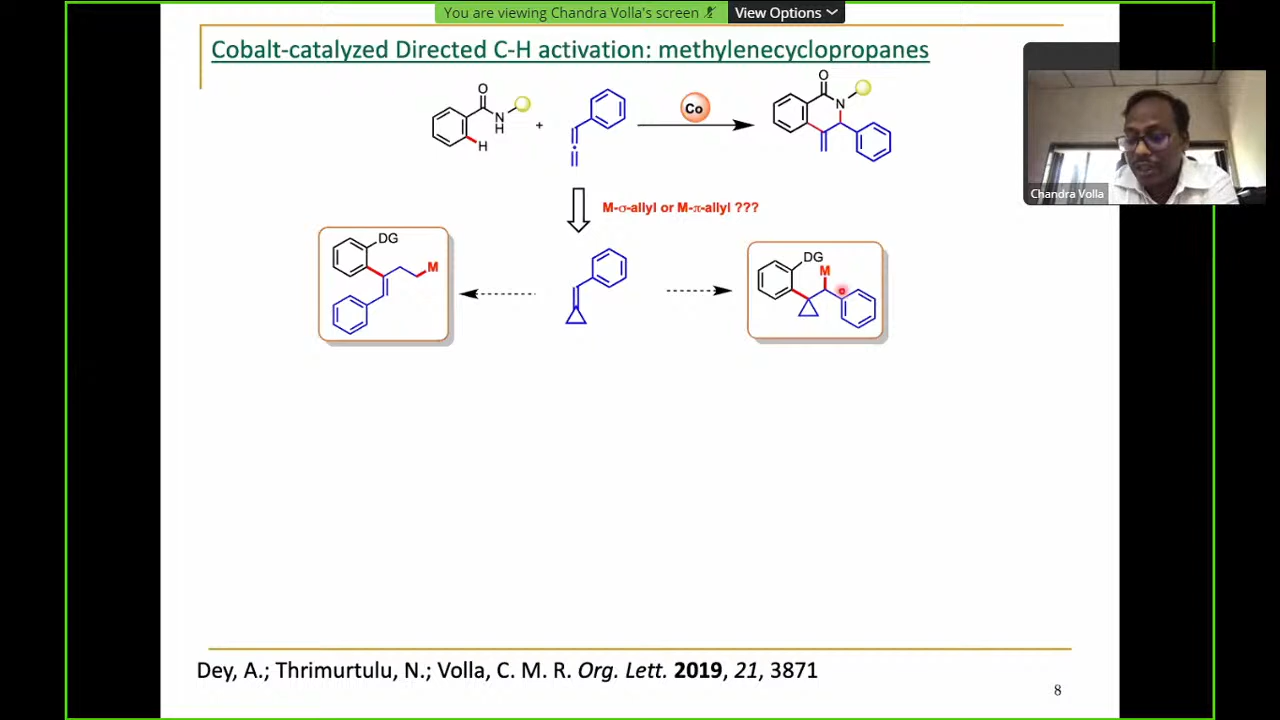 You are viewing Chandra Volla's screen
View Options
Cobalt-catalyzed Directed C-H activation: methylenecyclopropanes
O
N
H
H
+
Co
O
N
M-σ-allyl or M-π-allyl ???
DG
M
DG
M
Chandra Volla
Dey, A.; Thrimurtulu, N.; Volla, C. M. R. Org. Lett. 2019, 21, 3871
8